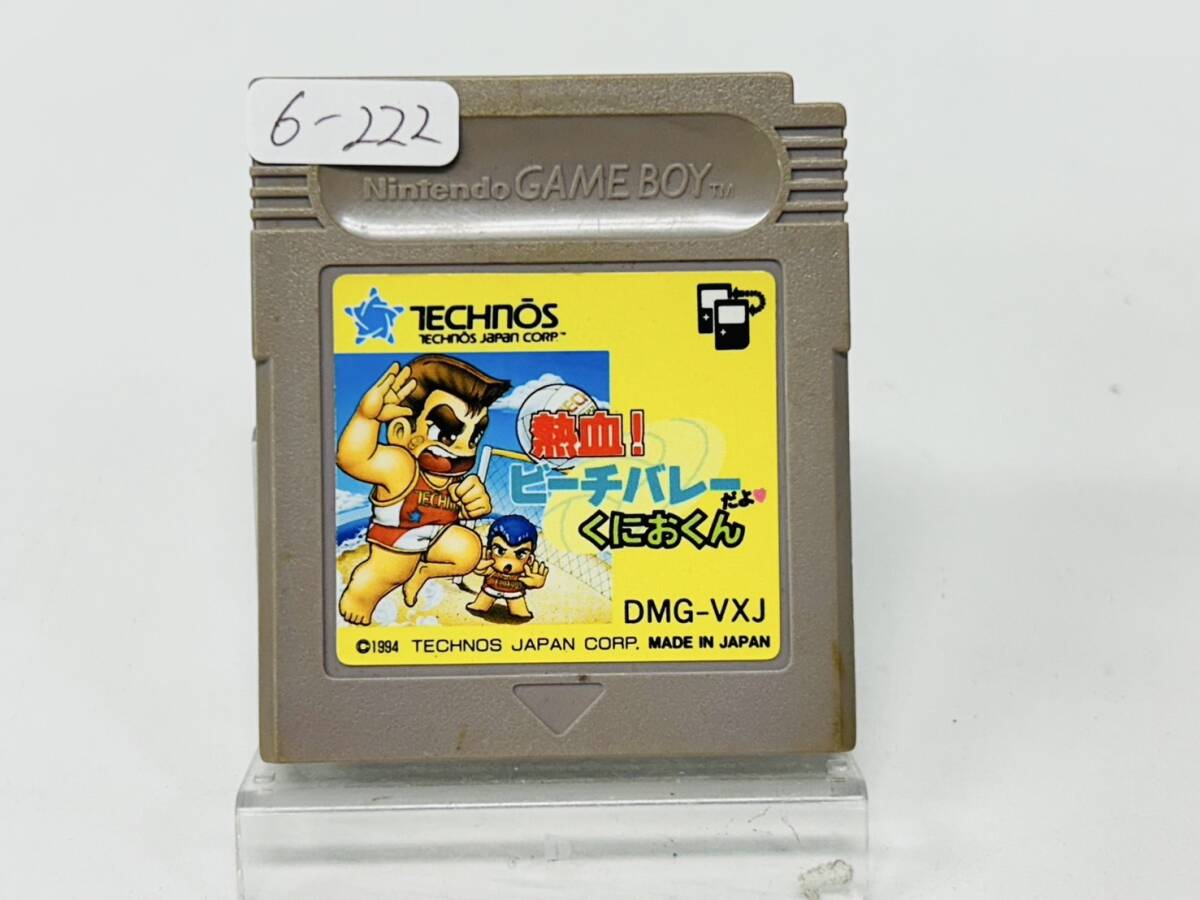 6-222
Nintendo GAME BOY TM
TECHNŌS
TECHNŌS JAPAN CORP.™
熱血!
ビーチバレー
だよ♥
くにおくん
DMG-VXJ
©1994 TECHNOS JAPAN CORP. MADE IN JAPAN